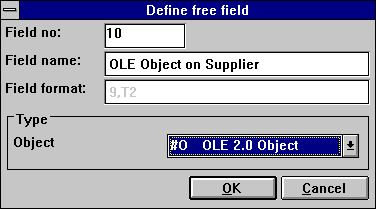 Define free field
Field no: 10
Field name: OLE Object on Supplier
Field format: 9,T2
Type
Object #O OLE 2.0 Object
OK Cancel